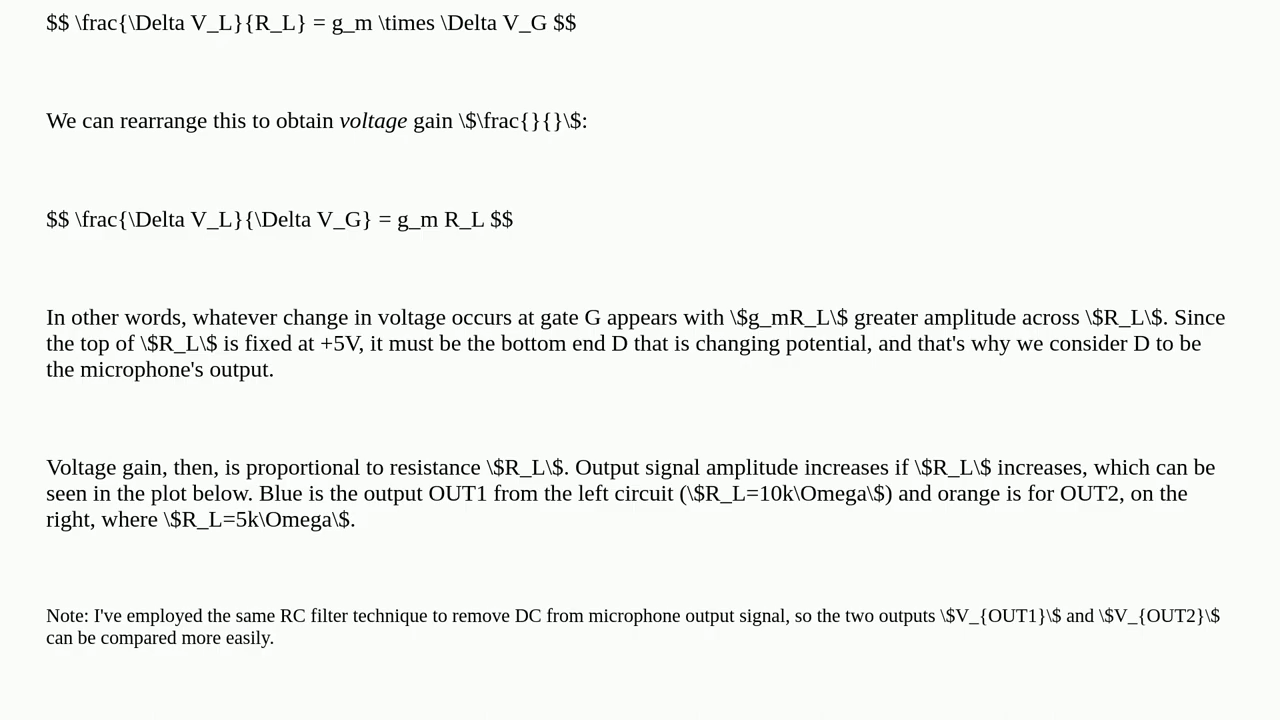 $$ \frac{\Delta V_L}{R_L} = g_m \times \Delta V_G $$
We can rearrange this to obtain voltage gain \$\frac{}{}\$:
$$ \frac{\Delta V_L}{\Delta V_G} = g_m R_L $$
In other words, whatever change in voltage occurs at gate G appears with \$g_mR_L\$ greater amplitude across \$R_L\$. Since
the top of \$R_L\$ is fixed at +5V, it must be the bottom end D that is changing potential, and that's why we consider D to be
the microphone's output.
Voltage gain, then, is proportional to resistance \$R_L\$. Output signal amplitude increases if \$R_L\$ increases, which can be
seen in the plot below. Blue is the output OUT1 from the left circuit (\$R_L=10k\Omega\$) and orange is for OUT2, on the
right, where \$R_L=5k\Omega\$.
Note: I've employed the same RC filter technique to remove DC from microphone output signal, so the two outputs \$V_{OUT1}\$ and \$V_{OUT2}\$
can be compared more easily.